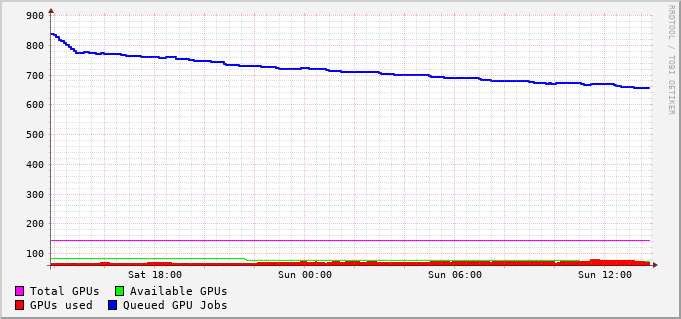 900
800
700
600
500
400
300
200
100
Sat 18:00 Sun 00:00 Sun 06:00 Sun 12:00
Total GPUs Available GPUs
GPUs used Queued GPU Jobs
RRDTOOL / TOBI OETIKER